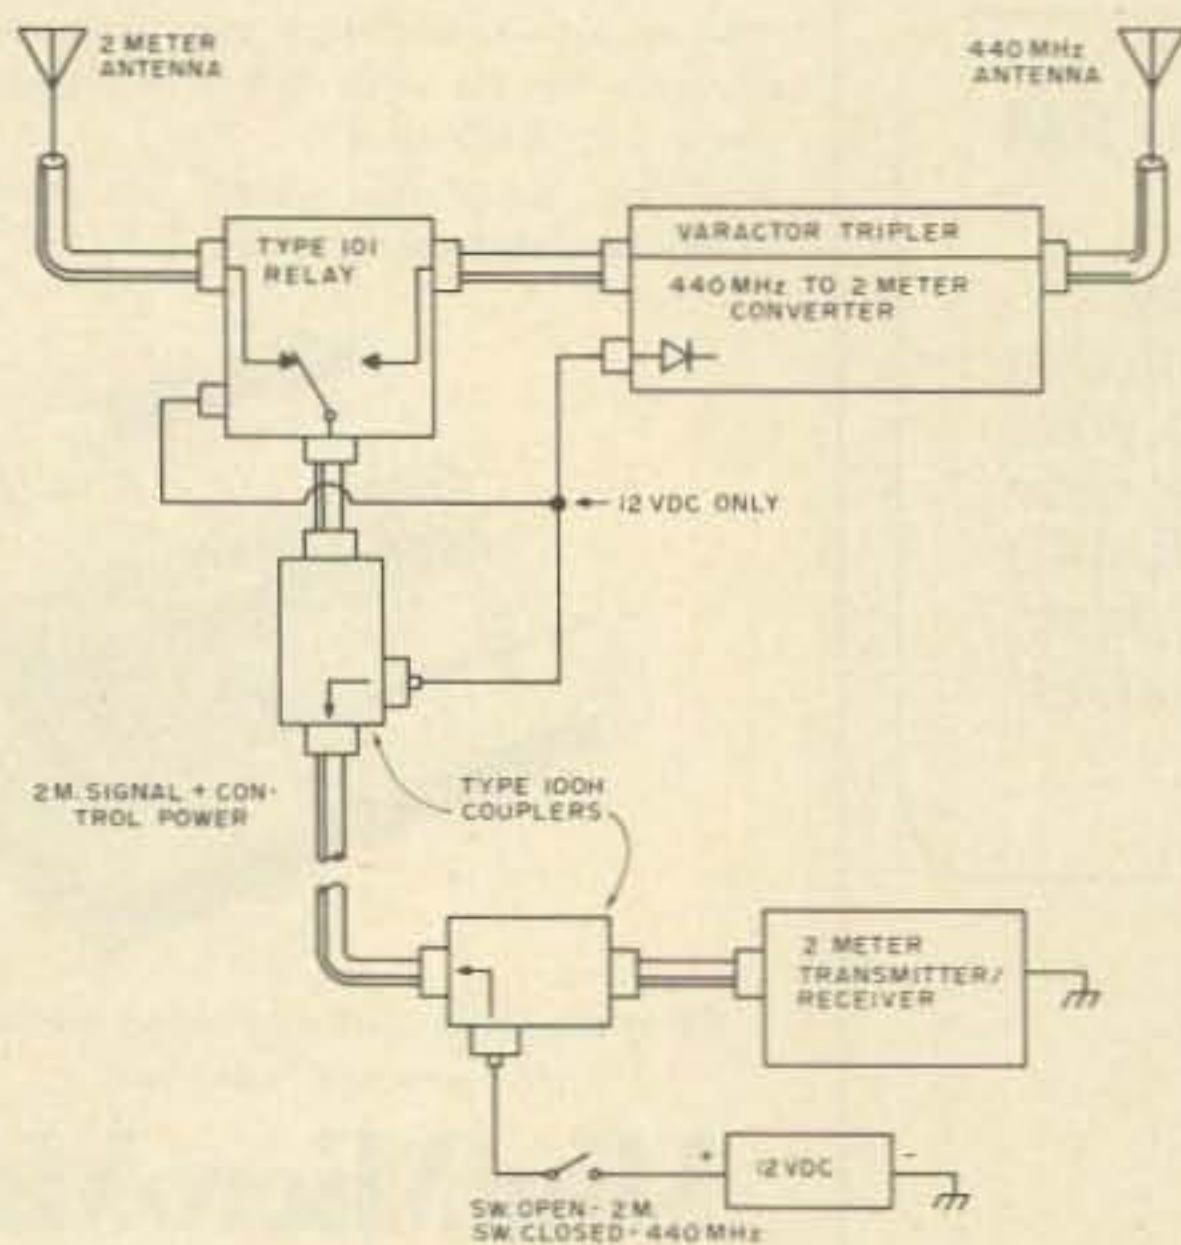 2 METER
ANTENNA
440 MHz
ANTENNA
TYPE 101
RELAY
VARACTOR TRIPLER
440 MHz TO 2 METER
CONVERTER
12 VDC ONLY
2 M. SIGNAL + CON-
TROL POWER
TYPE 100H
COUPLERS
2 METER
TRANSMITTER/
RECEIVER
+
12 VDC
-
SW. OPEN - 2 M.
SW. CLOSED - 440 MHz